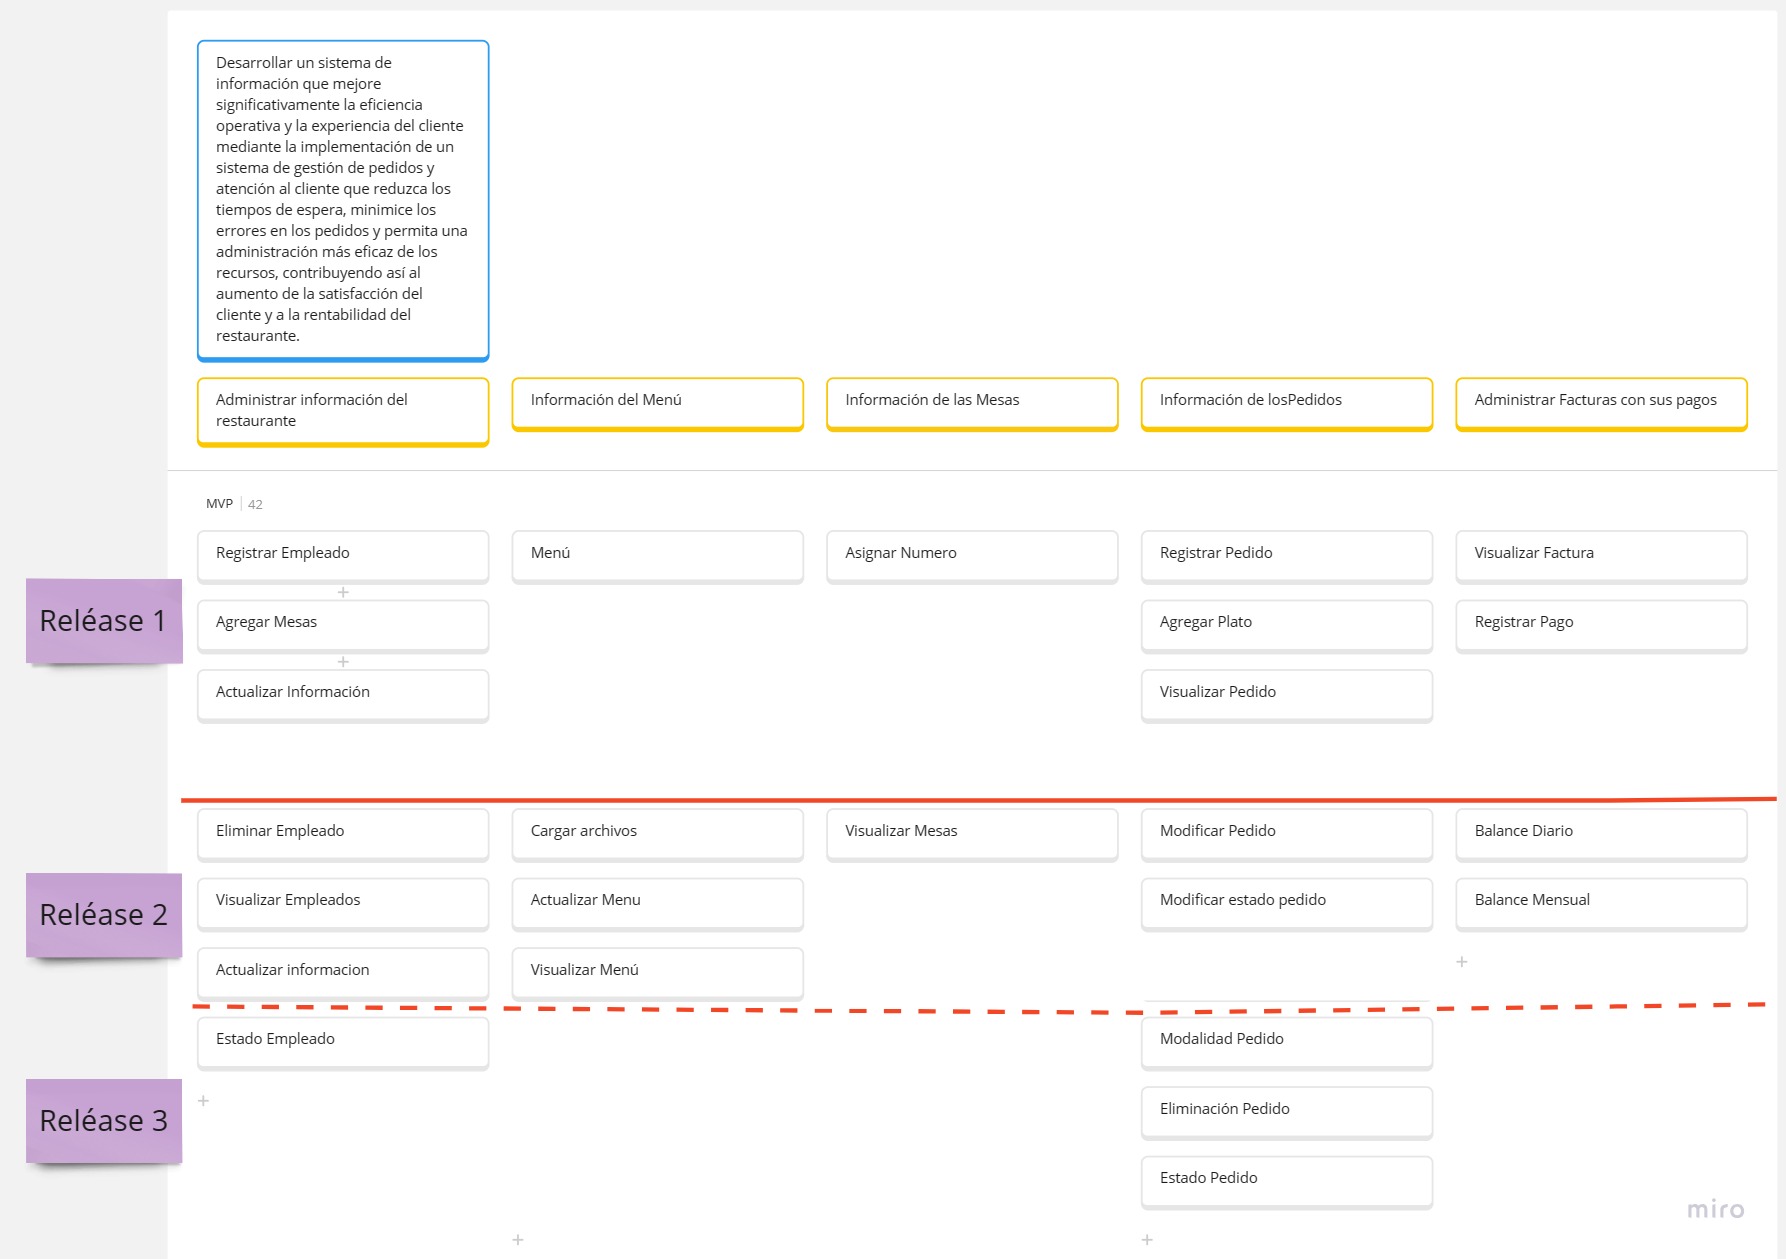 Desarrollar un sistema de
información que mejore
significativamente la eficiencia
operativa y la experiencia del cliente
mediante la implementación de un
sistema de gestión de pedidos y
atención al cliente que reduzca los
tiempos de espera, minimice los
errores en los pedidos y permita una
administración más eficaz de los
recursos, contribuyendo así al
aumento de la satisfacción del
cliente y a la rentabilidad del
restaurante.
Administrar información del
restaurante
Información del Menú
Información de las Mesas
Información de losPedidos
Administrar Facturas con sus pagos
MVP | 42
Reléase 1
Registrar Empleado
Menú
Asignar Numero
Registrar Pedido
Visualizar Factura
Agregar Mesas
Agregar Plato
Registrar Pago
Actualizar Información
Visualizar Pedido
Reléase 2
Eliminar Empleado
Cargar archivos
Visualizar Mesas
Modificar Pedido
Balance Diario
Visualizar Empleados
Actualizar Menu
Modificar estado pedido
Balance Mensual
Actualizar informacion
Visualizar Menú
Reléase 3
Estado Empleado
Modalidad Pedido
Eliminación Pedido
Estado Pedido
miro